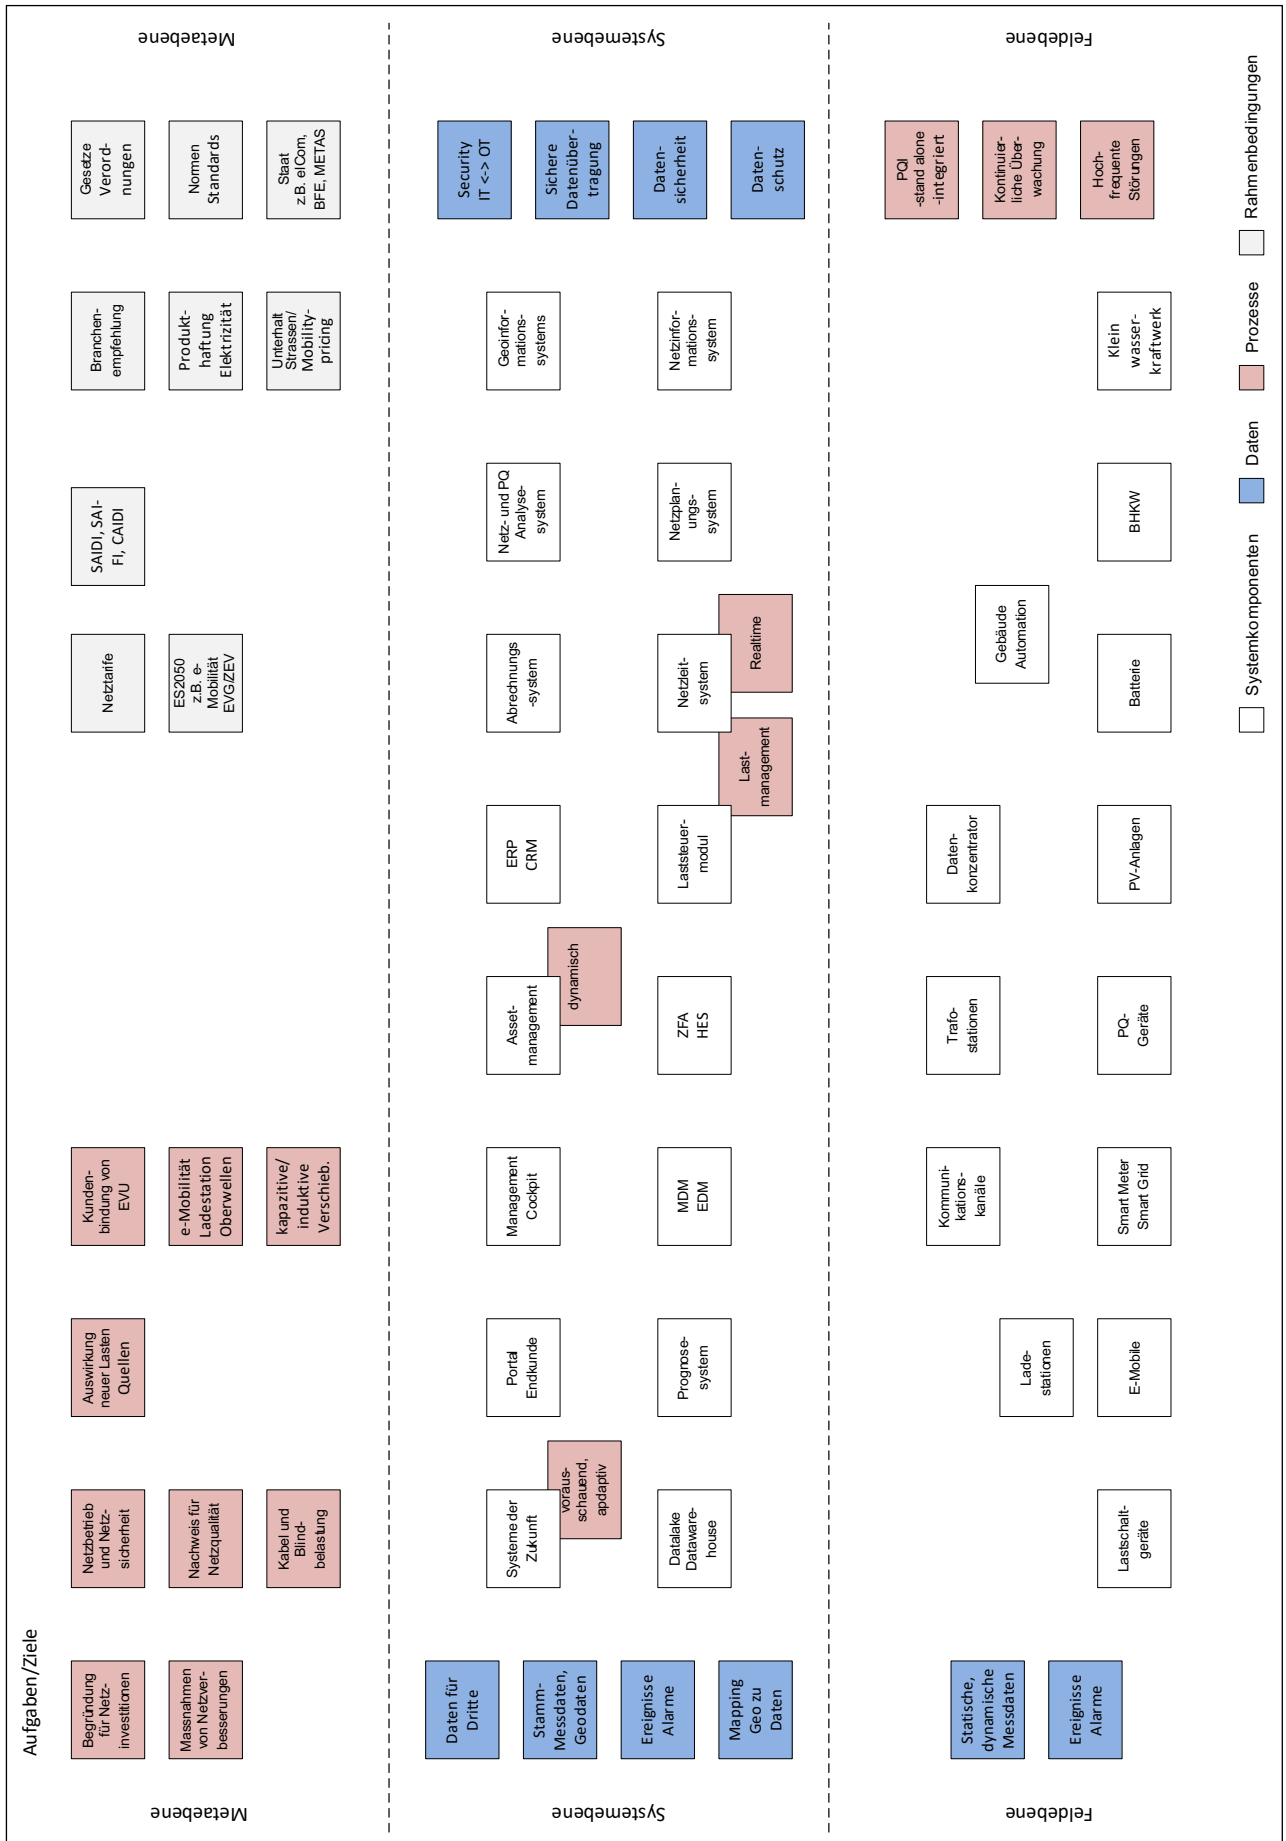 Aufgaben/Ziele
Metaebene
Begründung
für Netz-
investitionen
Netzbetrieb
und Netz-
sicherheit
Auswirkung
neuer Lasten
Quellen
Kunden-
bindung von
EVU
Netztarife
SAIDI, SAI-
FI, CAIDI
Branchen-
empfehlung
Gesetze
Verord-
nungen
Metaebene
Massnahmen
von Netzver-
besserungen
Nachweis für
Netzqualität
e-Mobilität
Ladestation
Oberwellen
ES2050
z.B. e-
Mobilität
EVG/ZEV
Produkt-
haftung
Elektrizität
Normen
Standards
Kabel und
Blind-
belastung
kapazitive/
induktive
Verschieb.
Unterhalt
Strassen/
Mobility-
pricing
Staat
z.B. elCom,
BFE, METAS
Systemebene
Daten für
Dritte
Stamm-
Messdaten,
Geodaten
Ereignisse
Alarme
Mapping
Geo zu
Daten
Systeme der
Zukunft
voraus-
schauend,
apdaptiv
Portal
Endkunde
Management
Cockpit
Asset-
management
dynamisch
ERP
CRM
Abrechnungs
-system
Netz- und PQ
Analyse-
system
Geoinfor-
mations-
systems
Datalake
Dataware-
house
Prognose-
system
MDM
EDM
ZFA
HES
Laststeuer-
modul
Last-
management
Netzleit-
system
Realtime
Netzplan-
ungs-
system
Netzinfor-
mations-
system
Security
IT <-> OT
Sichere
Datenüber-
tragung
Daten-
sicherheit
Daten-
schutz
Systemebene
Feldebene
Statische,
dynamische
Messdaten
Ereignisse
Alarme
Lade-
stationen
Kommuni-
kations-
kanäle
Trafo-
stationen
Daten-
konzentrator
Gebäude
Automation
Lastschalt-
geräte
E-Mobile
Smart Meter
Smart Grid
PQ-
Geräte
PV-Anlagen
Batterie
BHKW
Klein
wasser-
kraftwerk
PQI
-stand alone
-integriert
Kontinuier-
liche Über-
wachung
Hoch-
frequente
Störungen
Feldebene
Systemkomponenten
Daten
Prozesse
Rahmenbedingungen